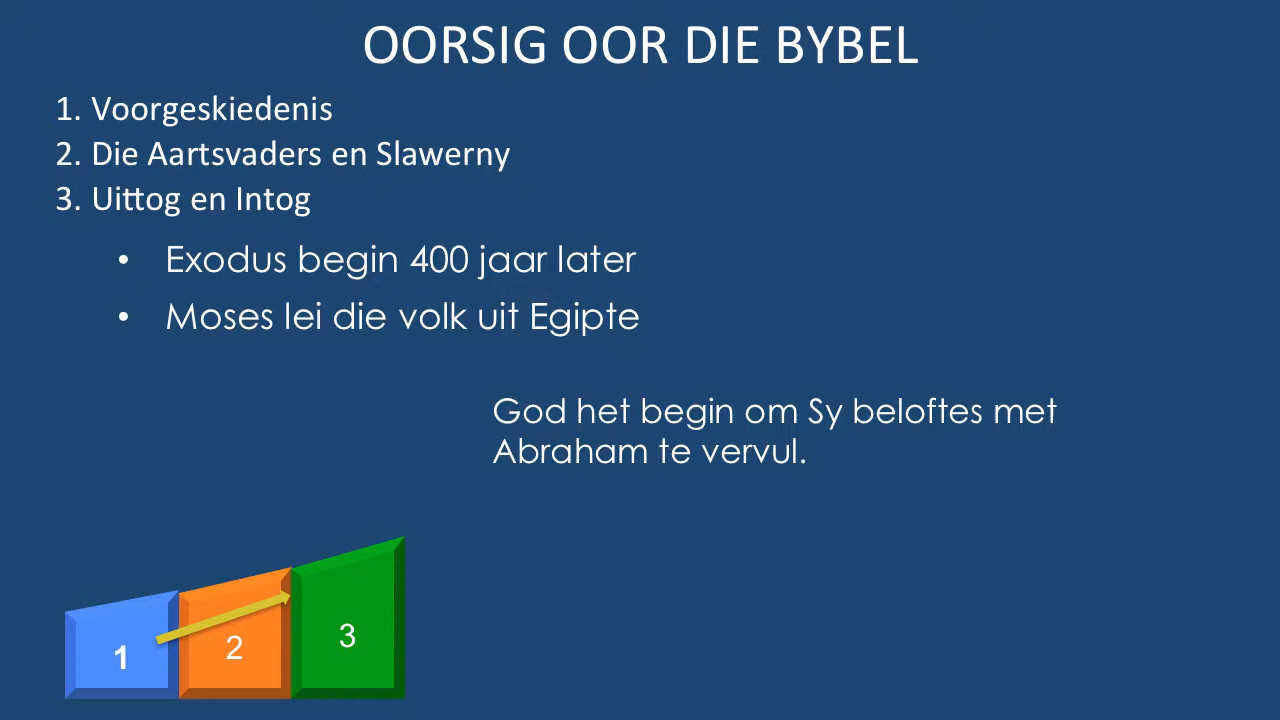 OORSIG OOR DIE BYBEL
1. Voorgeskiedenis
2. Die Aartsvaders en Slawerny
3. Uittog en Intog
• Exodus begin 400 jaar later
• Moses lei die volk uit Egipte
God het begin om Sy beloftes met
Abraham te vervul.
1
2
3